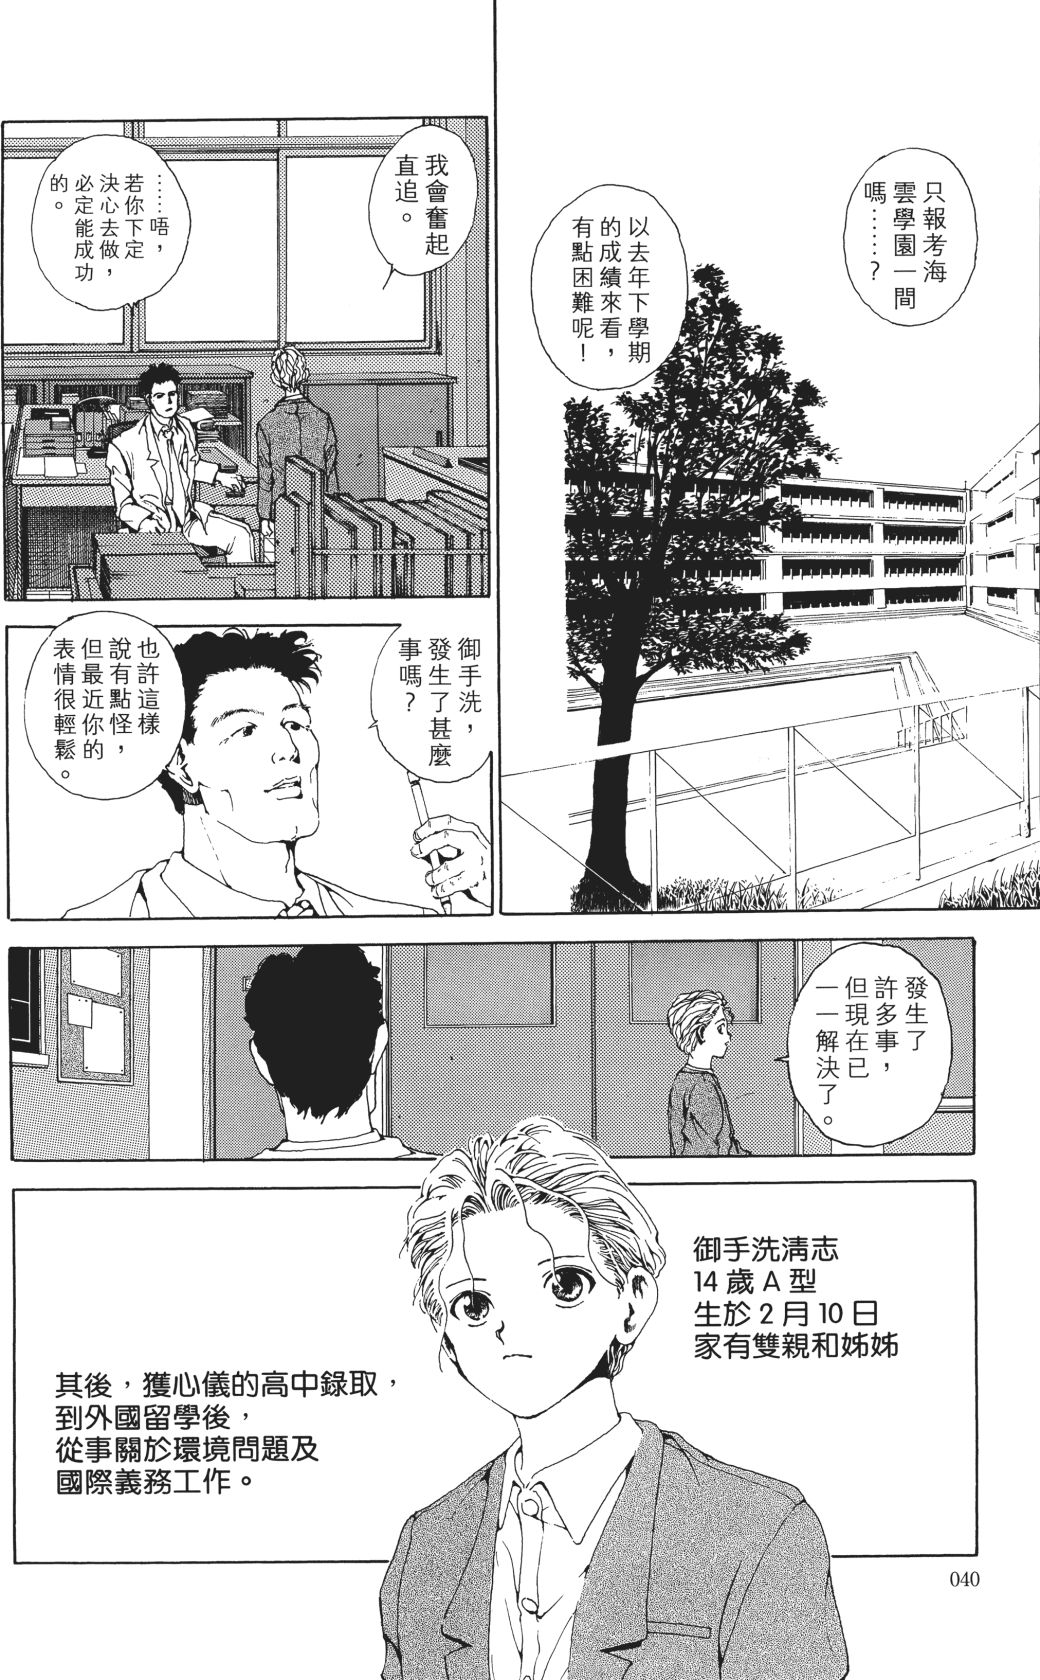 只報考海
雲學園一間
嗎……?
以去年下學期
的成績來看，
有點困難呢！
我會奮起
直追。
……唔，
若你下定
決心去做，
必定能成功
的。
御手洗，
發生了甚麼
事嗎?
也許這樣
說有點怪，
但最近你的
表情很輕鬆。
發生了
許多事，
但現在已
一一解決了。
御手洗清志
14歲A型
生於2月10日
家有雙親和姊姊
其後，獲心儀的高中錄取，
到外國留學後，
從事關於環境問題及
國際義務工作。
040